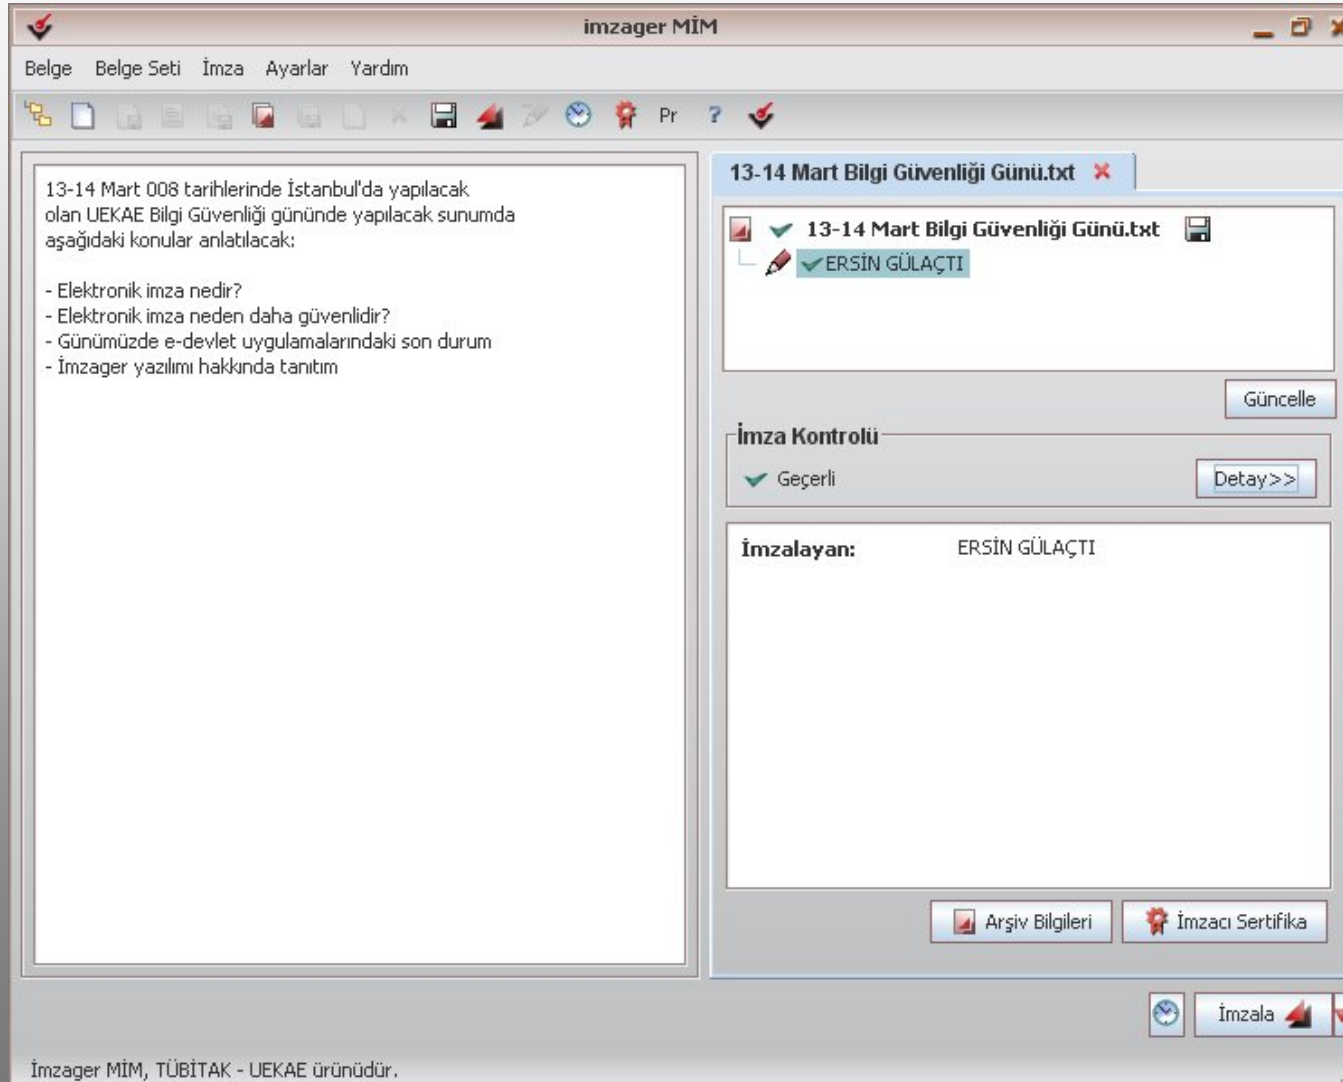 imzager MİM
Belge Belge Seti İmza Ayarlar Yardım
Pr ?
13-14 Mart 008 tarihlerinde İstanbul'da yapılacak
olan UEKAE Bilgi Güvenliği gününde yapılacak sunumda
aşağıdaki konular anlatılacak:
- Elektronik imza nedir?
- Elektronik imza neden daha güvenlidir?
- Günümüzde e-devlet uygulamalarındaki son durum
- İmzager yazılımı hakkında tanıtım
13-14 Mart Bilgi Güvenliği Günü.txt
13-14 Mart Bilgi Güvenliği Günü.txt
ERSİN GÜLAÇTI
Güncelle
İmza Kontrolü
Geçerli
Detay>>
İmzalayan: ERSİN GÜLAÇTI
Arşiv Bilgileri
İmzacı Sertifika
İmzala
İmzager MİM, TÜBİTAK - UEKAE ürünüdür.